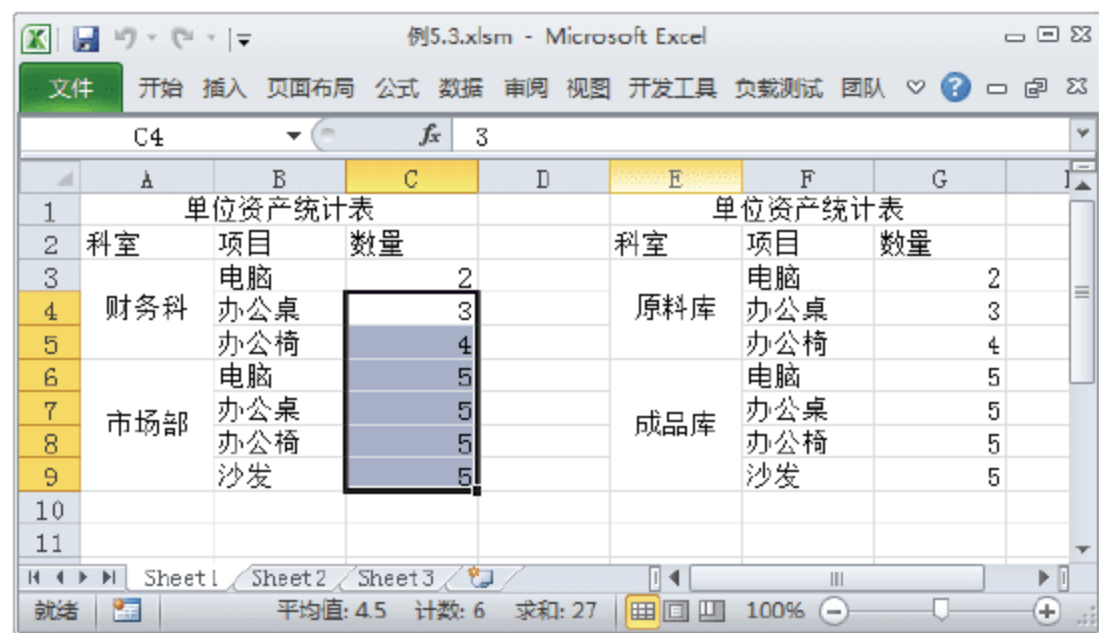 例5.3.xlsm - Microsoft Excel
文件 开始 插入 页面布局 公式 数据 审阅 视图 开发工具 负载测试 团队
C4 fx 3
A B C D E F G
1 单位资产统计表 单位资产统计表
2 科室 项目 数量 科室 项目 数量
3 电脑 2 电脑 2
4 财务科 办公桌 3 原料库 办公桌 3
5 办公椅 4 办公椅 4
6 电脑 5 电脑 5
7 市场部 办公桌 5 成品库 办公桌 5
8 办公椅 5 办公椅 5
9 沙发 5 沙发 5
10
11
Sheet1 Sheet2 Sheet3
就绪 平均值: 4.5 计数: 6 求和: 27 100%